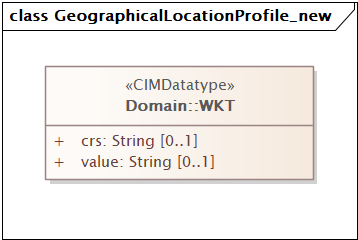 class GeographicalLocationProfile_new
«CIMDatatype»
Domain::WKT
+ crs: String [0..1]
+ value: String [0..1]